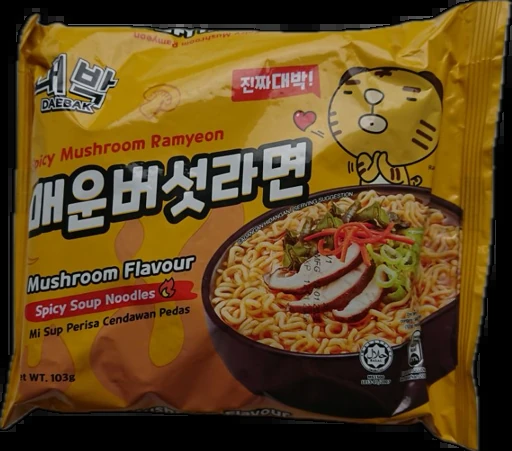 대박
DAEBAK
진짜대박!
Spicy Mushroom Ramyeon
매운버섯라면
Mushroom Flavour
Spicy Soup Noodles
Mi Sup Perisa Cendawan Pedas
WT. 103g
Flavour